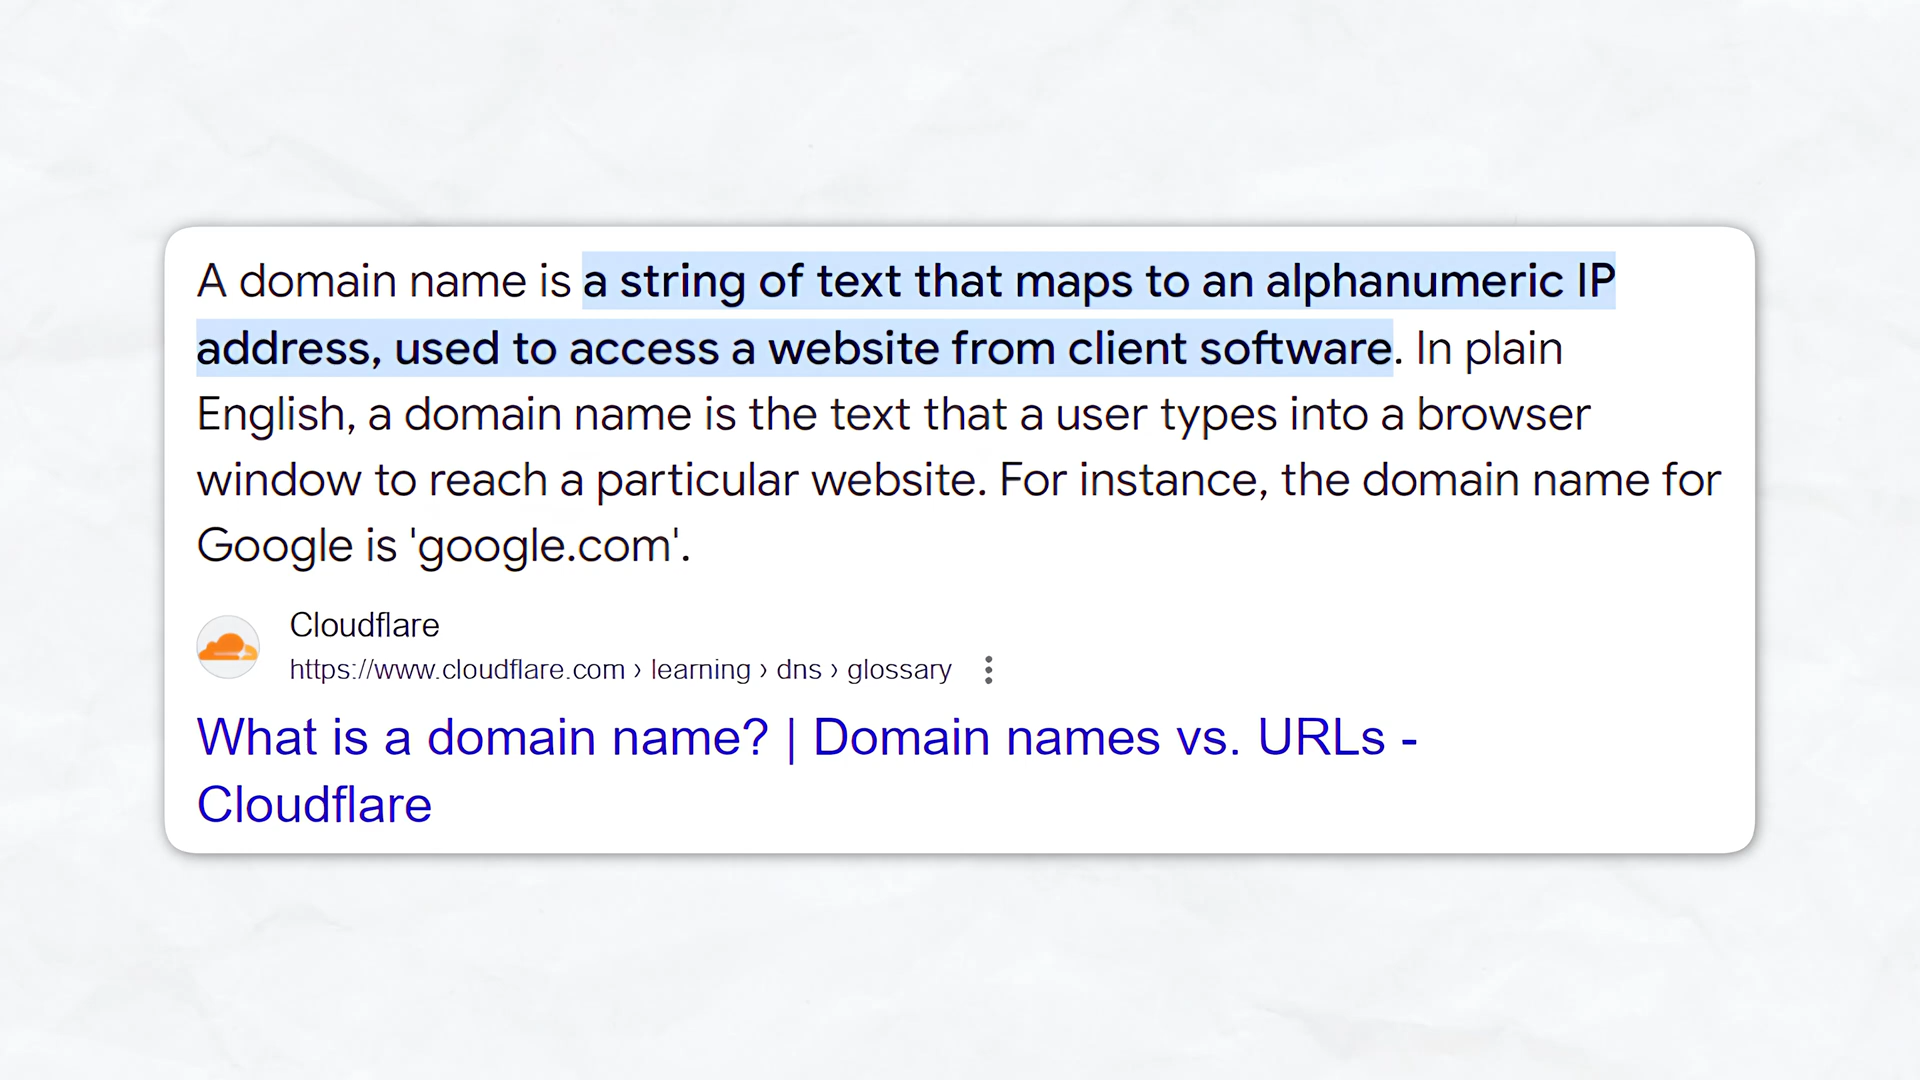 A domain name is a string of text that maps to an alphanumeric IP
address, used to access a website from client software. In plain
English, a domain name is the text that a user types into a browser
window to reach a particular website. For instance, the domain name for
Google is 'google.com'.
Cloudflare
https://www.cloudflare.com › learning › dns › glossary
What is a domain name? | Domain names vs. URLs -
Cloudflare